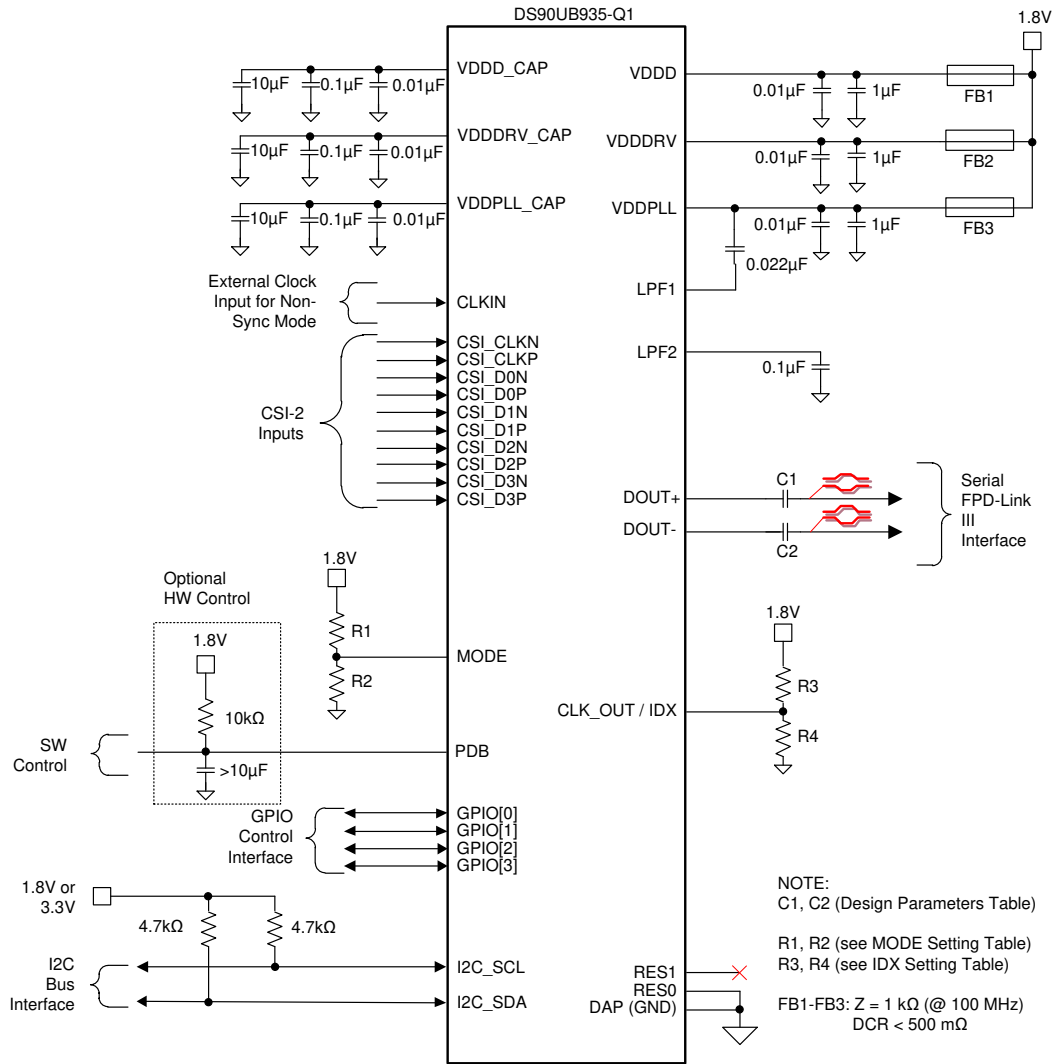 DS90UB935-Q1
1.8V
VDDD_CAP
10µF
0.1µF
0.01µF
VDDDRV_CAP
10µF
0.1µF
0.01µF
VDDPLL_CAP
10µF
0.1µF
0.01µF
VDDD
0.01µF
1µF
FB1
VDDDRV
0.01µF
1µF
FB2
VDDPLL
0.01µF
1µF
FB3
0.022µF
LPF1
LPF2
0.1µF
External Clock
Input for Non-
Sync Mode
CLKIN
CSI-2
Inputs
CSI_CLKN
CSI_CLKP
CSI_D0N
CSI_D0P
CSI_D1N
CSI_D1P
CSI_D2N
CSI_D2P
CSI_D3N
CSI_D3P
DOUT+
DOUT-
C1
C2
Serial
FPD-Link
III
Interface
1.8V
R1
R2
MODE
Optional
HW Control
1.8V
10kΩ
>10µF
SW
Control
PDB
1.8V
R3
R4
CLK_OUT / IDX
GPIO
Control
Interface
GPIO[0]
GPIO[1]
GPIO[2]
GPIO[3]
1.8V or
3.3V
4.7kΩ
4.7kΩ
I2C
Bus
Interface
I2C_SCL
I2C_SDA
RES1
RES0
DAP (GND)
NOTE:
C1, C2 (Design Parameters Table)
R1, R2 (see MODE Setting Table)
R3, R4 (see IDX Setting Table)
FB1-FB3: Z = 1 kΩ (@ 100 MHz)
DCR < 500 mΩ